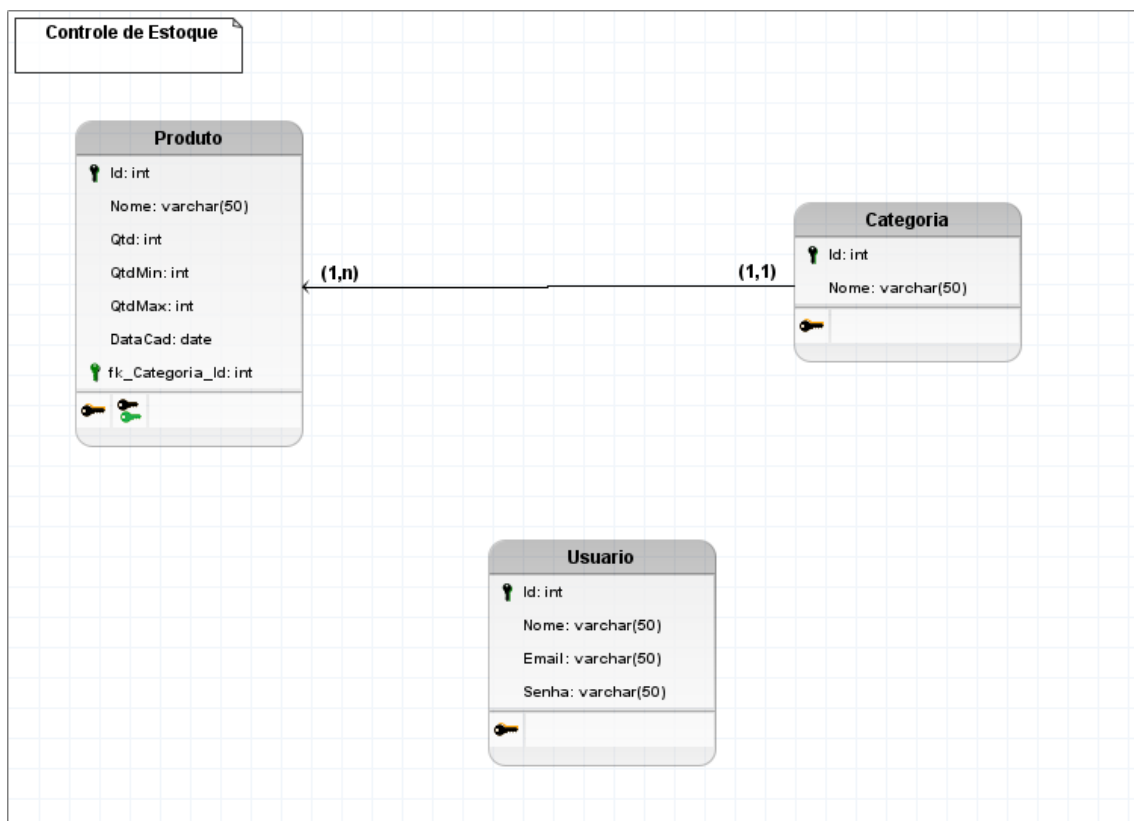 Controle de Estoque
Produto
Id: int
Nome: varchar(50)
Qtd: int
QtdMin: int
QtdMax: int
DataCad: date
fk_Categoria_Id: int
(1,n)
(1,1)
Categoria
Id: int
Nome: varchar(50)
Usuario
Id: int
Nome: varchar(50)
Email: varchar(50)
Senha: varchar(50)